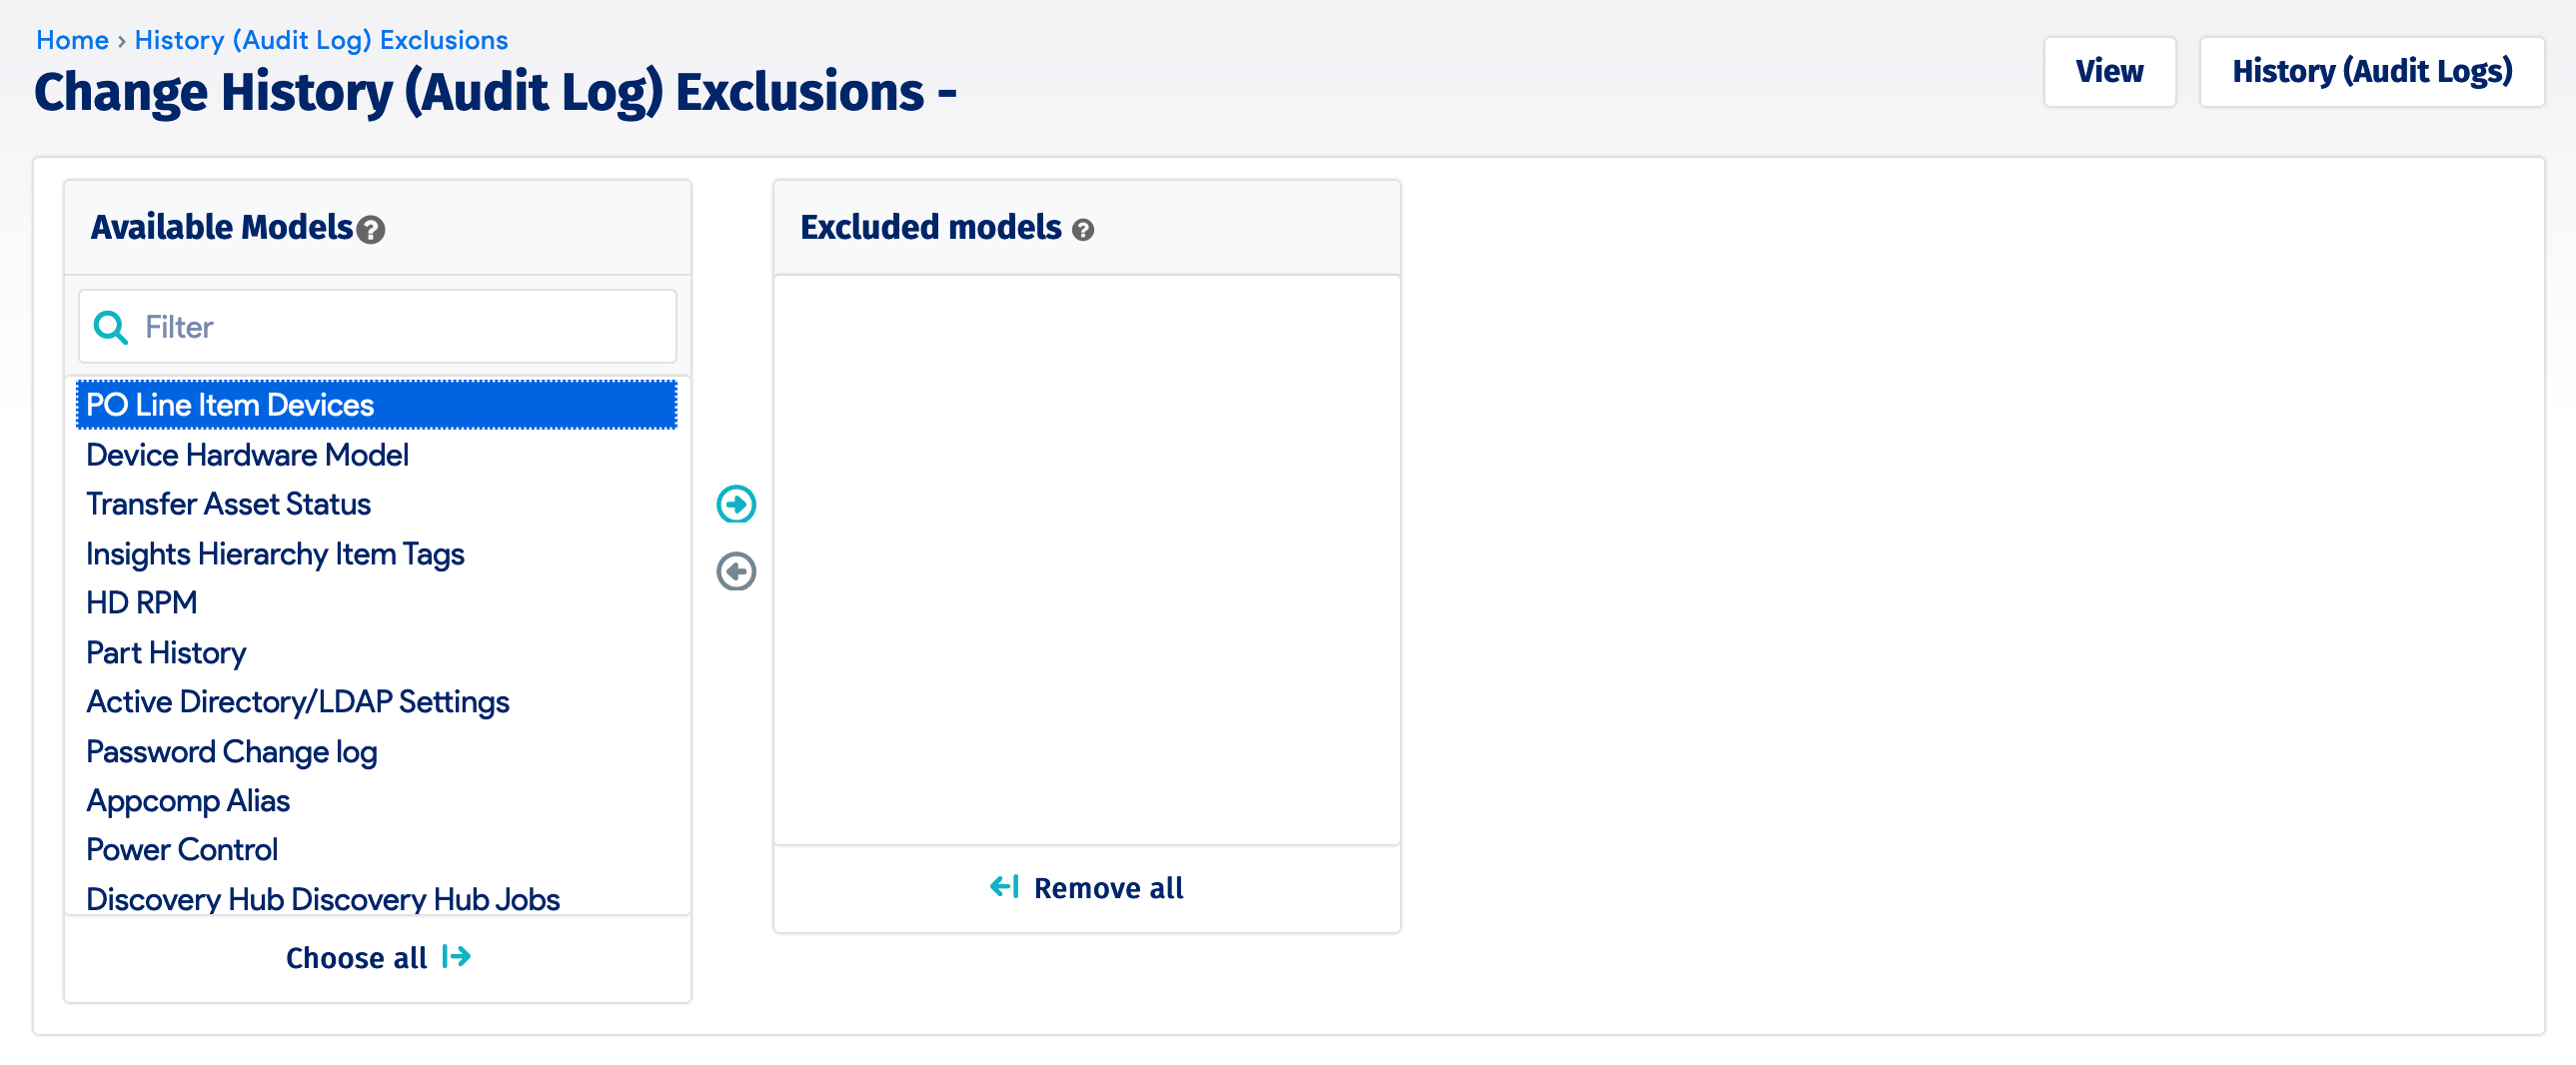 Home › History (Audit Log) Exclusions
Change History (Audit Log) Exclusions -
View
History (Audit Logs)
Available Models
Filter
PO Line Item Devices
Device Hardware Model
Transfer Asset Status
Insights Hierarchy Item Tags
HD RPM
Part History
Active Directory/LDAP Settings
Password Change log
Appcomp Alias
Power Control
Discovery Hub Discovery Hub Jobs
Choose all
Excluded models
Remove all